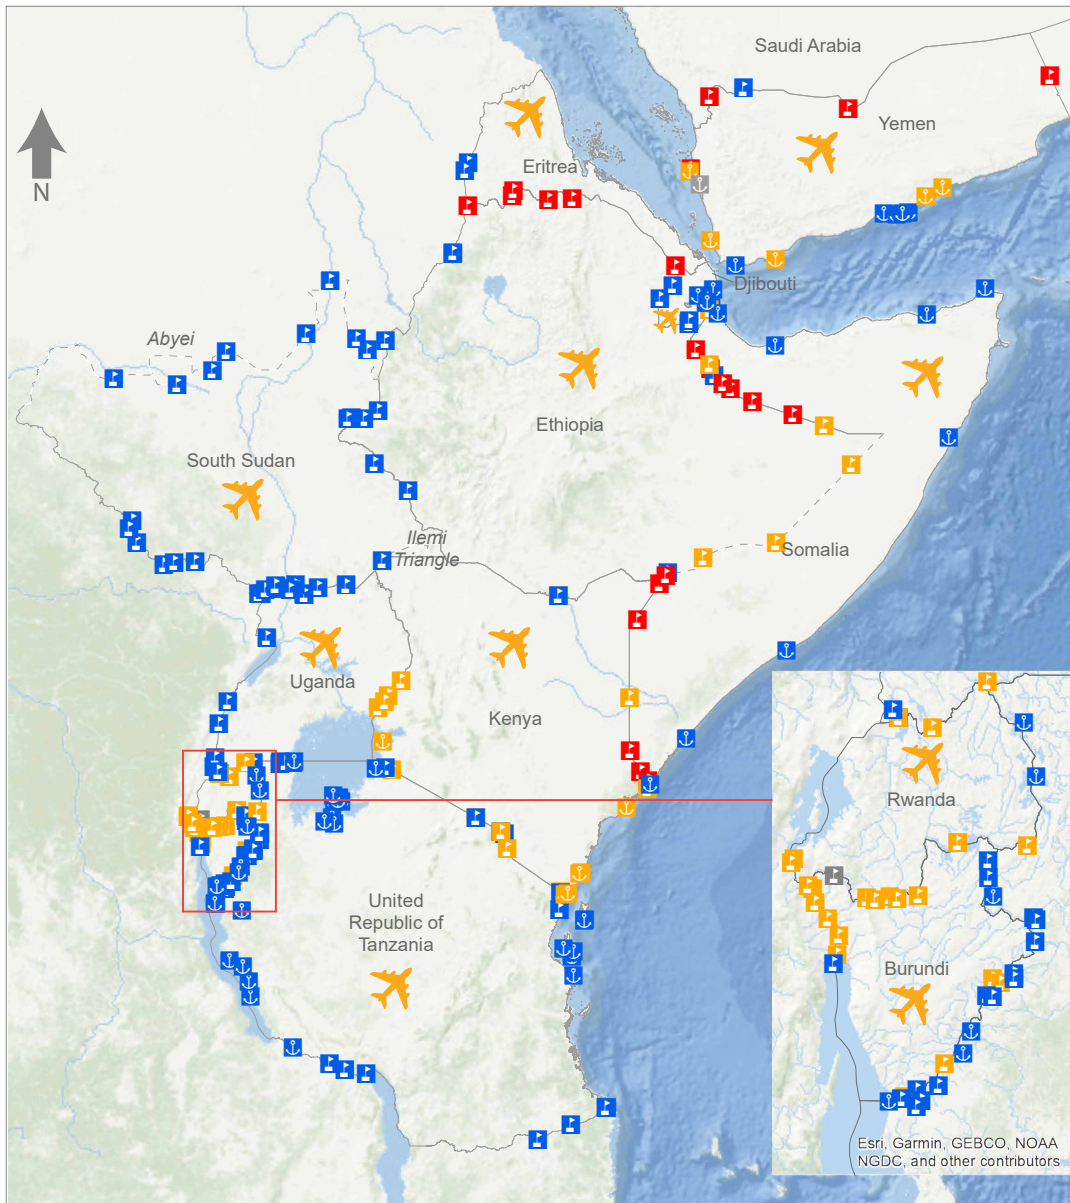 Saudi Arabia
Yemen
N
Eritrea
Djibouti
Abyei
Ethiopia
South Sudan
Ilemi
Triangle
Somalia
Uganda
Kenya
Rwanda
United
Republic of
Tanzania
Burundi
Esri, Garmin, GEBCO, NOAA
NGDC, and other contributors